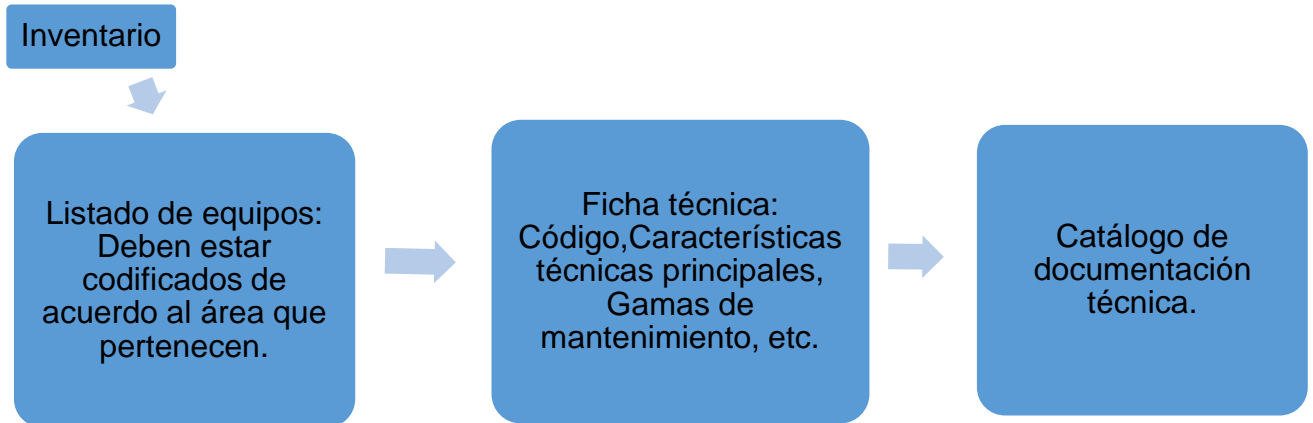 Inventario
Listado de equipos:
Deben estar
codificados de
acuerdo al área que
pertenecen.
Ficha técnica:
Código,Características
técnicas principales,
Gamas de
mantenimiento, etc.
Catálogo de
documentación
técnica.